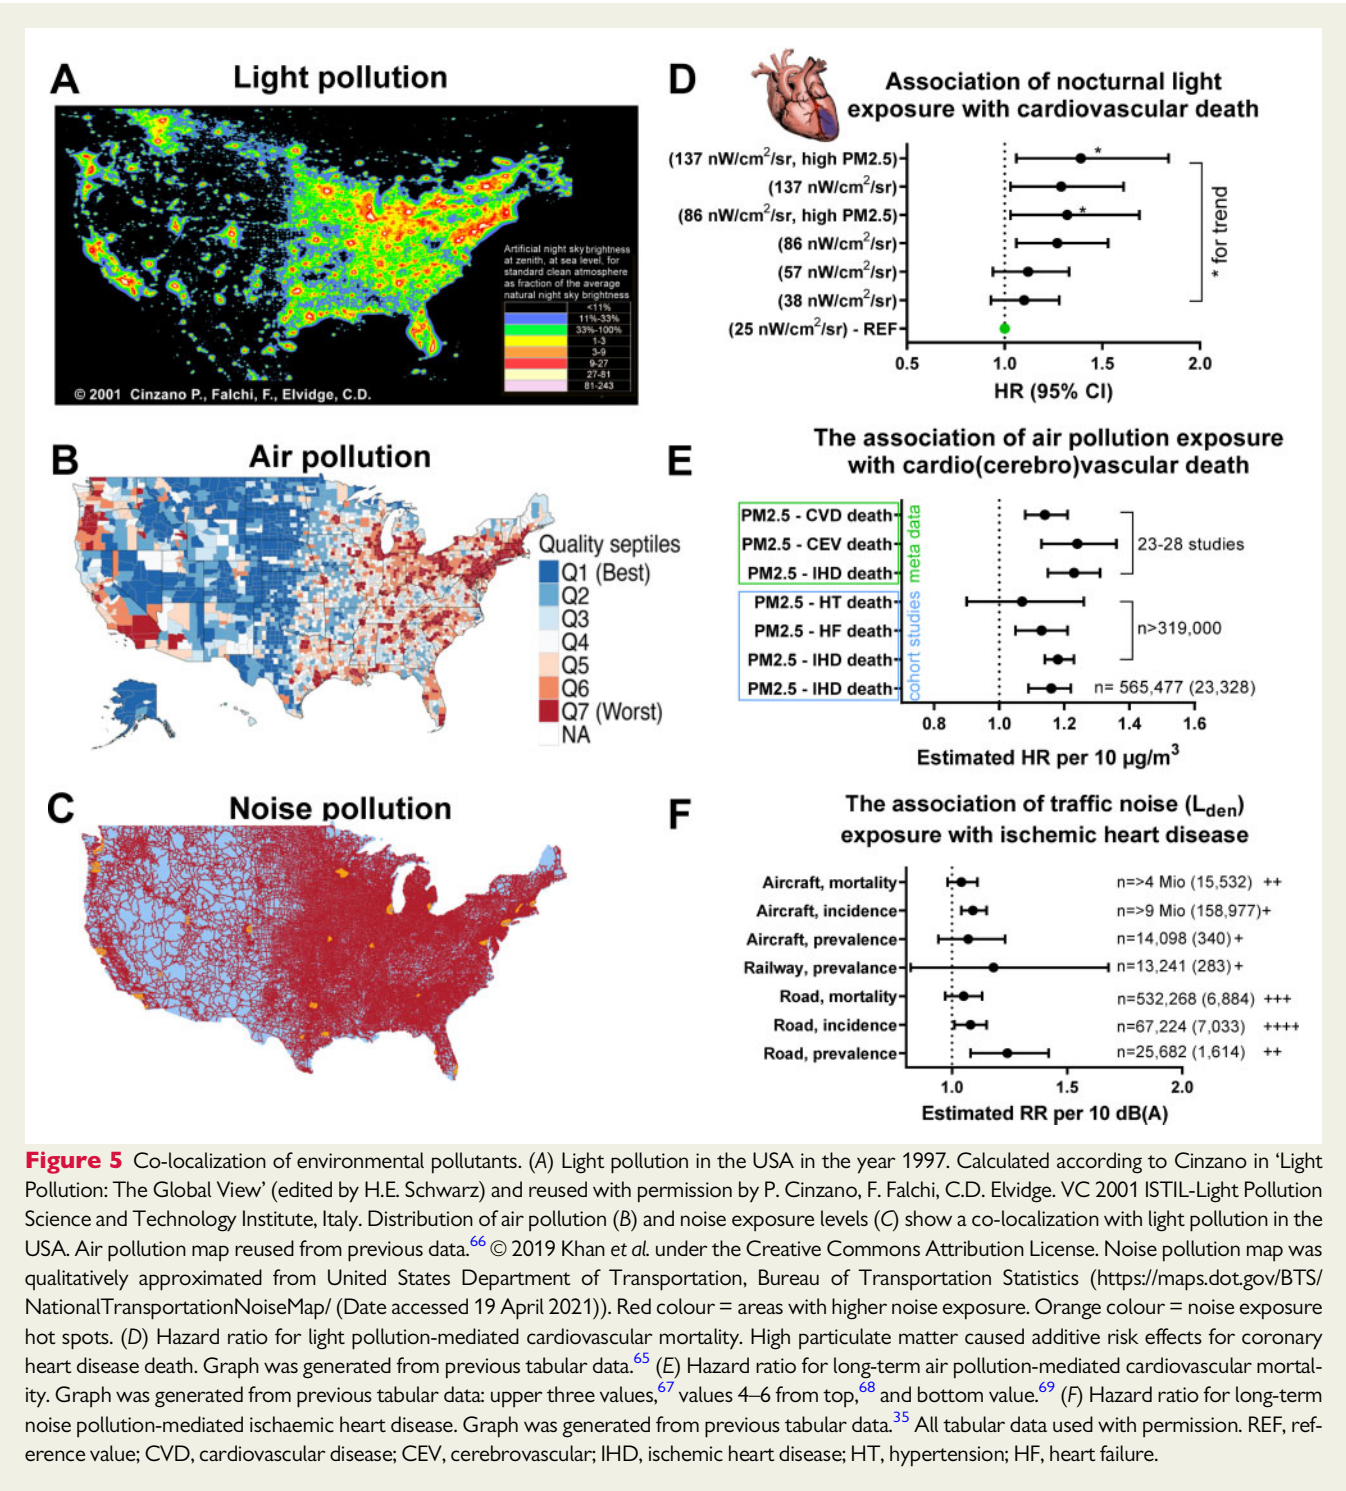 A
Light pollution
Artificial night sky brightness
at zenith, at sea level, for
standard clean atmosphere
as fraction of the average
natural night sky brightness
<11%
11%-33%
33%-100%
1-3
3-9
9-27
27-81
81-243
© 2001 Cinzano P., Falchi, F., Elvidge, C.D.
B
Air pollution
Quality septiles
Q1 (Best)
Q2
Q3
Q4
Q5
Q6
Q7 (Worst)
NA
C
Noise pollution
D
Association of nocturnal light
exposure with cardiovascular death
(137 nW/cm²/sr, high PM2.5)
*
(137 nW/cm²/sr)
(86 nW/cm²/sr, high PM2.5)
*
(86 nW/cm²/sr)
(57 nW/cm²/sr)
(38 nW/cm²/sr)
(25 nW/cm²/sr) - REF
* for trend
0.5 1.0 1.5 2.0
HR (95% CI)
E
The association of air pollution exposure
with cardio(cerebro)vascular death
PM2.5 - CVD death
PM2.5 - CEV death
PM2.5 - IHD death
meta data
23-28 studies
PM2.5 - HT death
PM2.5 - HF death
PM2.5 - IHD death
PM2.5 - IHD death
cohort studies
n>319,000
n= 565,477 (23,328)
0.8 1.0 1.2 1.4 1.6
Estimated HR per 10 µg/m³
F
The association of traffic noise (Lden)
exposure with ischemic heart disease
Aircraft, mortality n=>4 Mio (15,532) ++
Aircraft, incidence n=>9 Mio (158,977)+
Aircraft, prevalence n=14,098 (340) +
Railway, prevalance n=13,241 (283) +
Road, mortality n=532,268 (6,884) +++
Road, incidence n=67,224 (7,033) ++++
Road, prevalence n=25,682 (1,614) ++
1.0 1.5 2.0
Estimated RR per 10 dB(A)
Figure 5 Co-localization of environmental pollutants. (A) Light pollution in the USA in the year 1997. Calculated according to Cinzano in ‘Light
Pollution: The Global View’ (edited by H.E. Schwarz) and reused with permission by P. Cinzano, F. Falchi, C.D. Elvidge. VC 2001 ISTIL-Light Pollution
Science and Technology Institute, Italy. Distribution of air pollution (B) and noise exposure levels (C) show a co-localization with light pollution in the
USA. Air pollution map reused from previous data.66 © 2019 Khan et al. under the Creative Commons Attribution License. Noise pollution map was
qualitatively approximated from United States Department of Transportation, Bureau of Transportation Statistics (https://maps.dot.gov/BTS/
NationalTransportationNoiseMap/ (Date accessed 19 April 2021)). Red colour = areas with higher noise exposure. Orange colour = noise exposure
hot spots. (D) Hazard ratio for light pollution-mediated cardiovascular mortality. High particulate matter caused additive risk effects for coronary
heart disease death. Graph was generated from previous tabular data.65 (E) Hazard ratio for long-term air pollution-mediated cardiovascular mortal-
ity. Graph was generated from previous tabular data: upper three values,67 values 4–6 from top,68 and bottom value.69 (F) Hazard ratio for long-term
noise pollution-mediated ischaemic heart disease. Graph was generated from previous tabular data.35 All tabular data used with permission. REF, ref-
erence value; CVD, cardiovascular disease; CEV, cerebrovascular; IHD, ischemic heart disease; HT, hypertension; HF, heart failure.